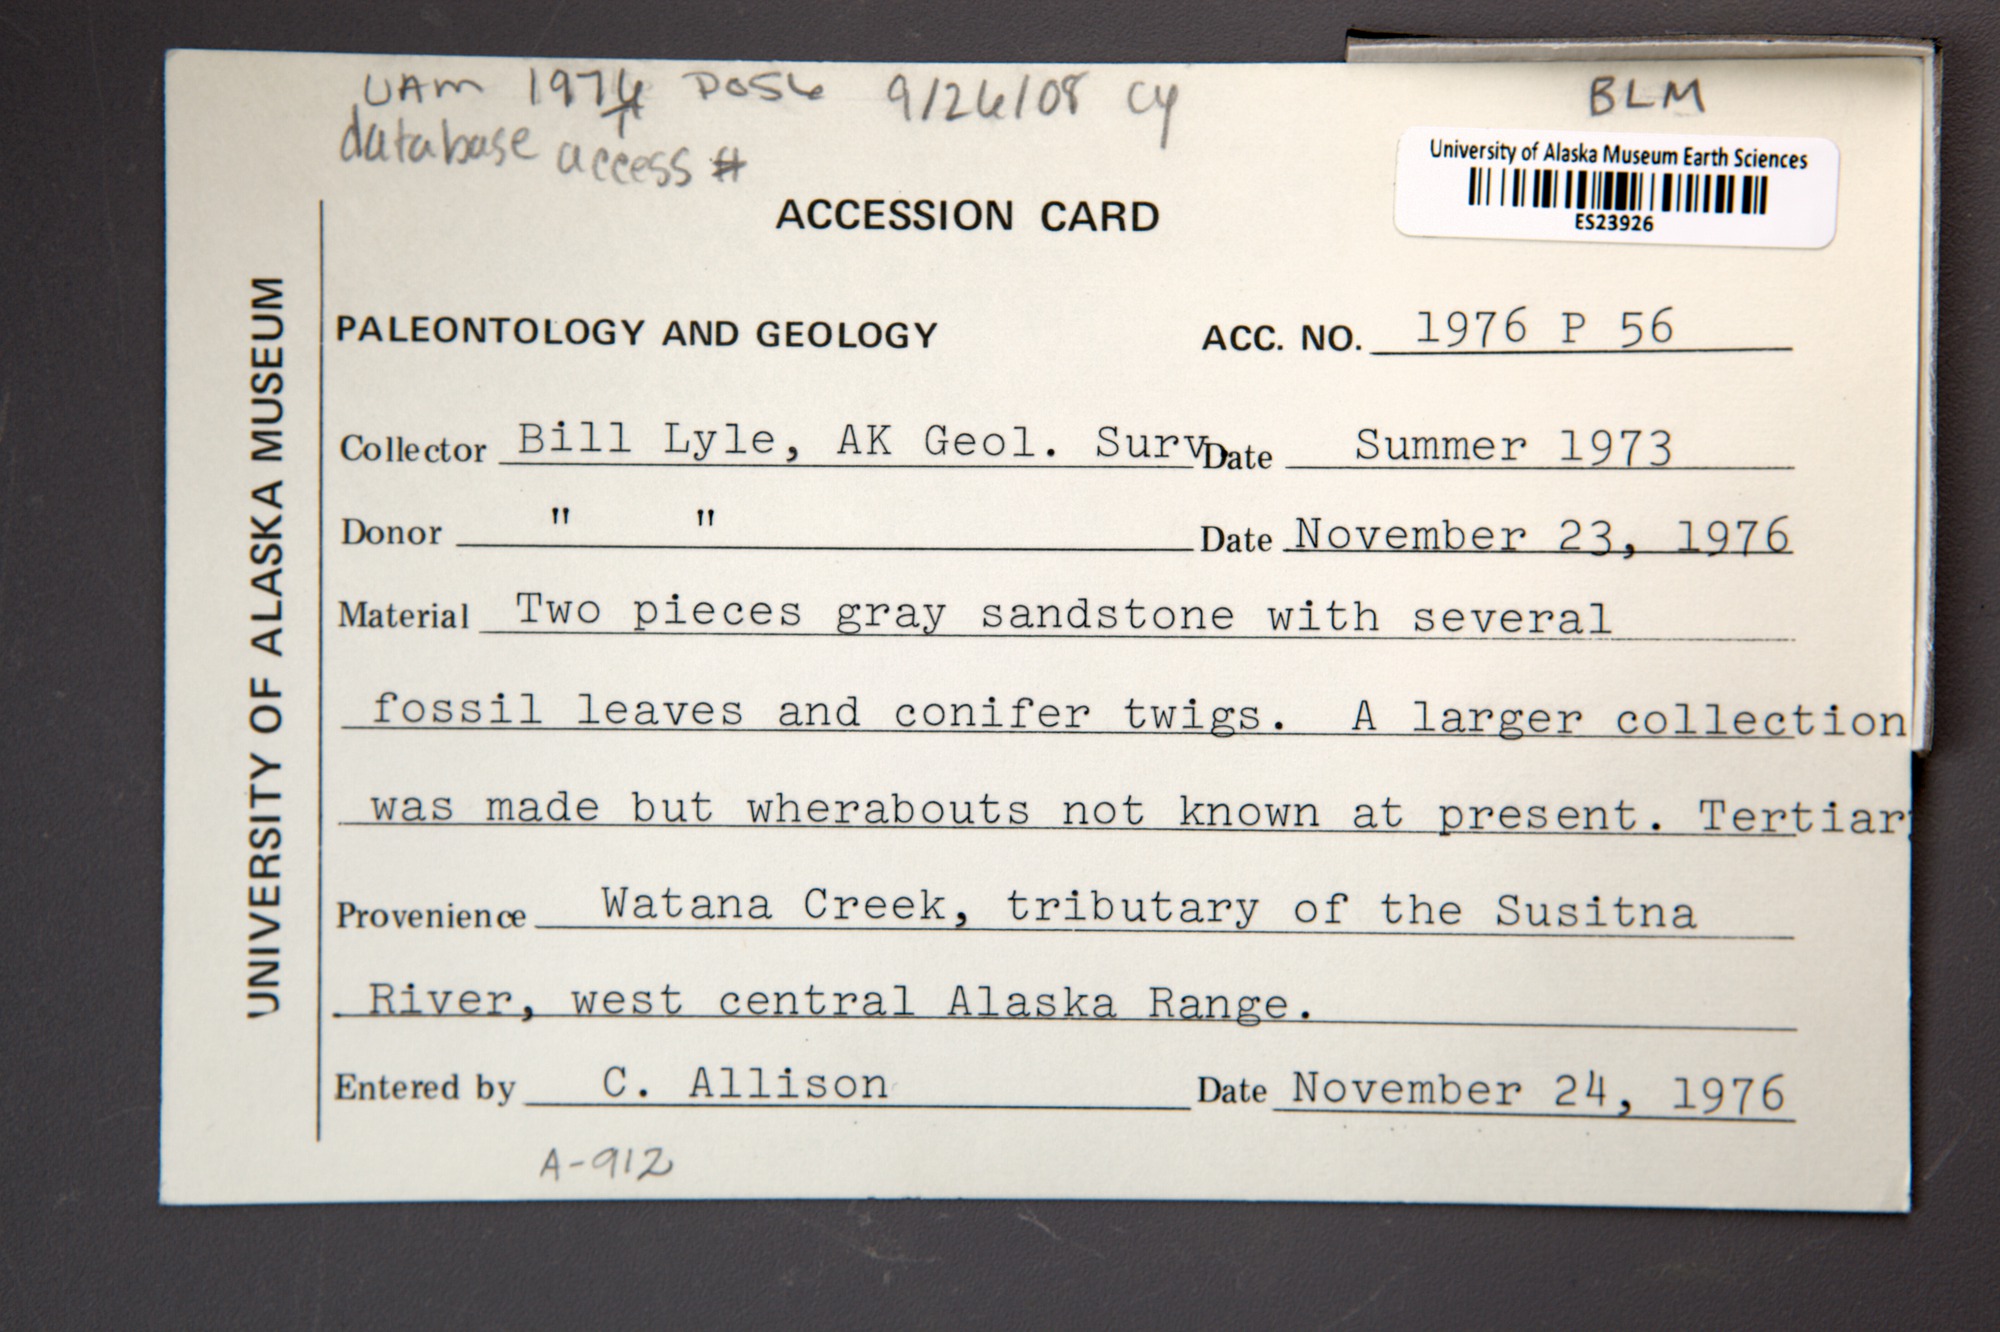 UAM 1976 P056 9/26/08 cy
BLM
database access #
University of Alaska Museum Earth Sciences
ES23926
ACCESSION CARD
UNIVERSITY OF ALASKA MUSEUM
PALEONTOLOGY AND GEOLOGY ACC. NO. 1976 P 56
Collector Bill Lyle, AK Geol. Surv Date Summer 1973
Donor " " Date November 23, 1976
Material Two pieces gray sandstone with several
fossil leaves and conifer twigs. A larger collection
was made but wherabouts not known at present. Tertiar
Provenience Watana Creek, tributary of the Susitna
River, west central Alaska Range.
Entered by C. Allison Date November 24, 1976
A-912